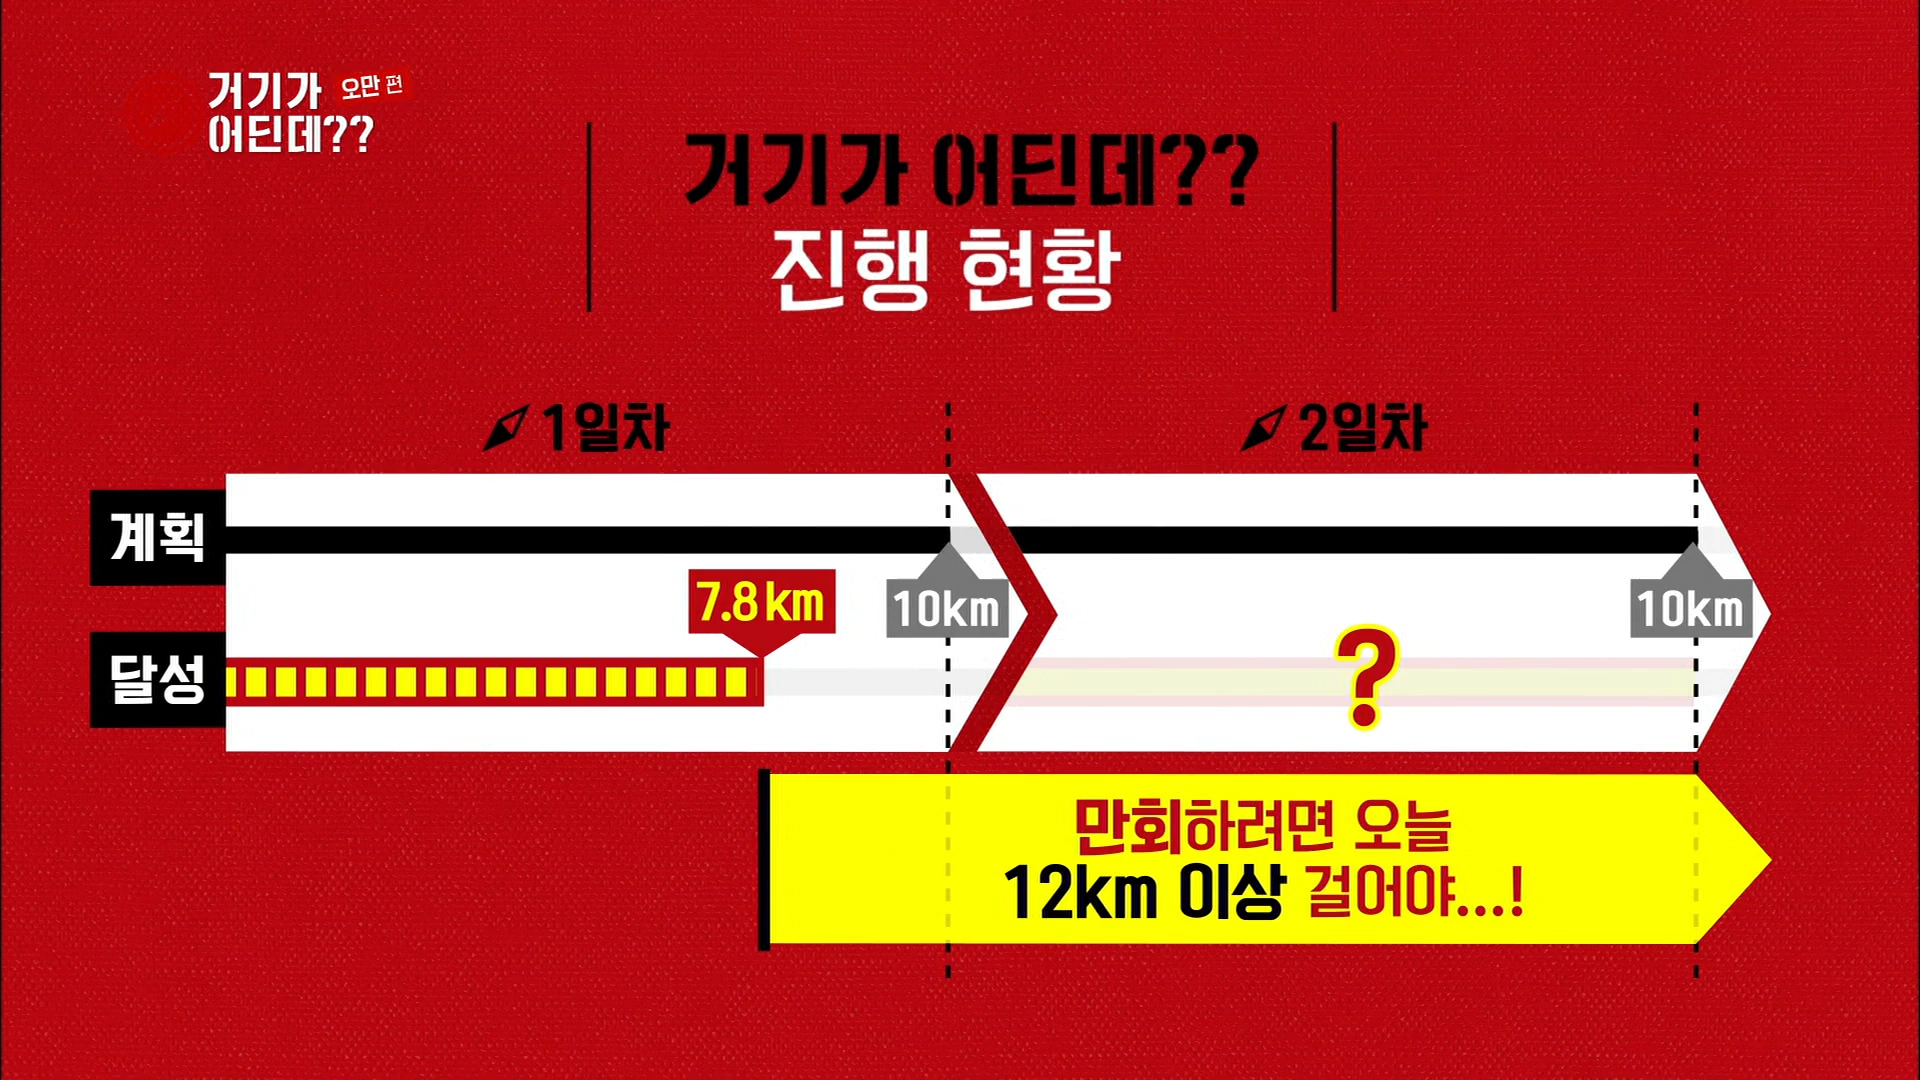 거기가 오만 편
어딘데??
거기가 어딘데??
진행 현황
1일차
2일차
계획
7.8km
10km
10km
달성
?
만회하려면 오늘
12km 이상 걸어야...!